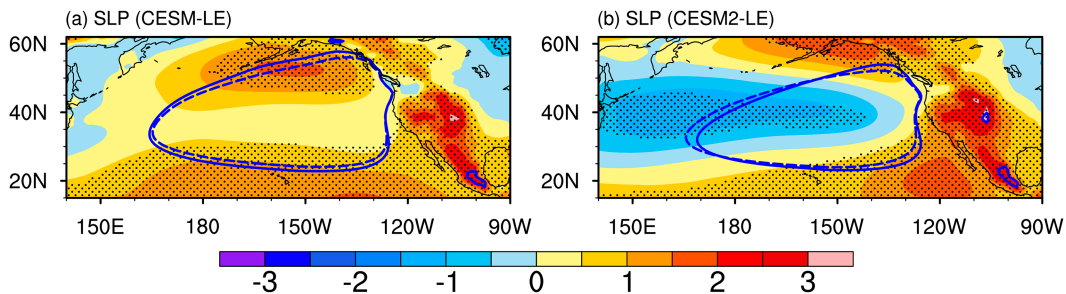 (a) SLP (CESM-LE)
(b) SLP (CESM2-LE)
60N
40N
20N
150E 180 150W 120W 90W
60N
40N
20N
150E 180 150W 120W 90W
-3 -2 -1 0 1 2 3